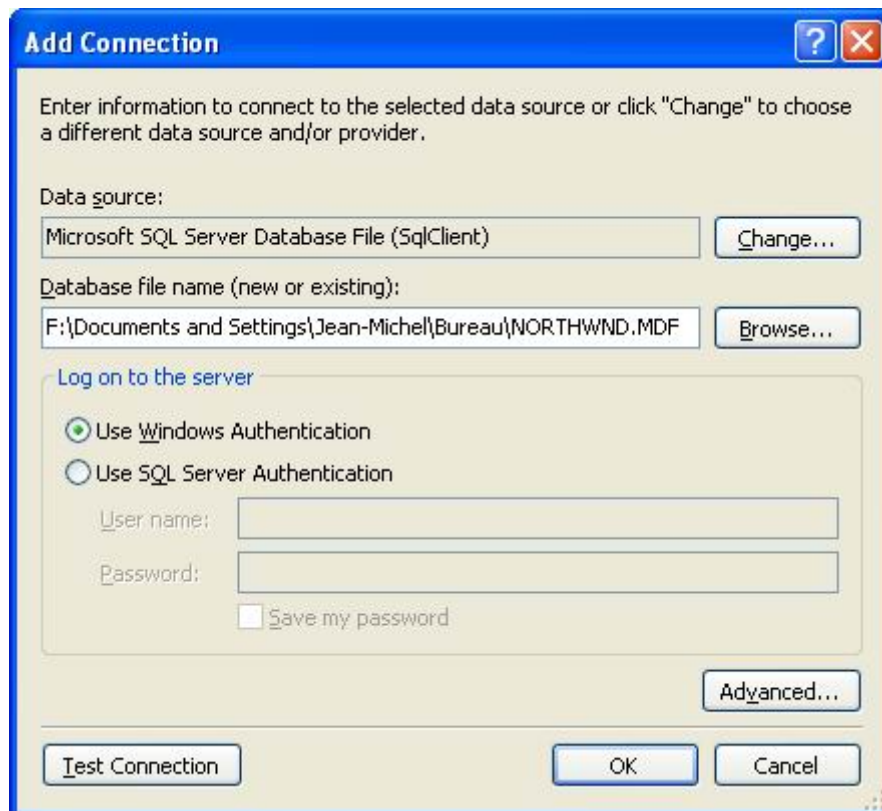 Add Connection
Enter information to connect to the selected data source or click "Change" to choose
a different data source and/or provider.
Data source:
Microsoft SQL Server Database File (SqlClient)
Change...
Database file name (new or existing):
F:\Documents and Settings\Jean-Michel\Bureau\NORTHWND.MDF
Browse...
Log on to the server
Use Windows Authentication
Use SQL Server Authentication
User name:
Password:
Save my password
Advanced...
Test Connection
OK
Cancel